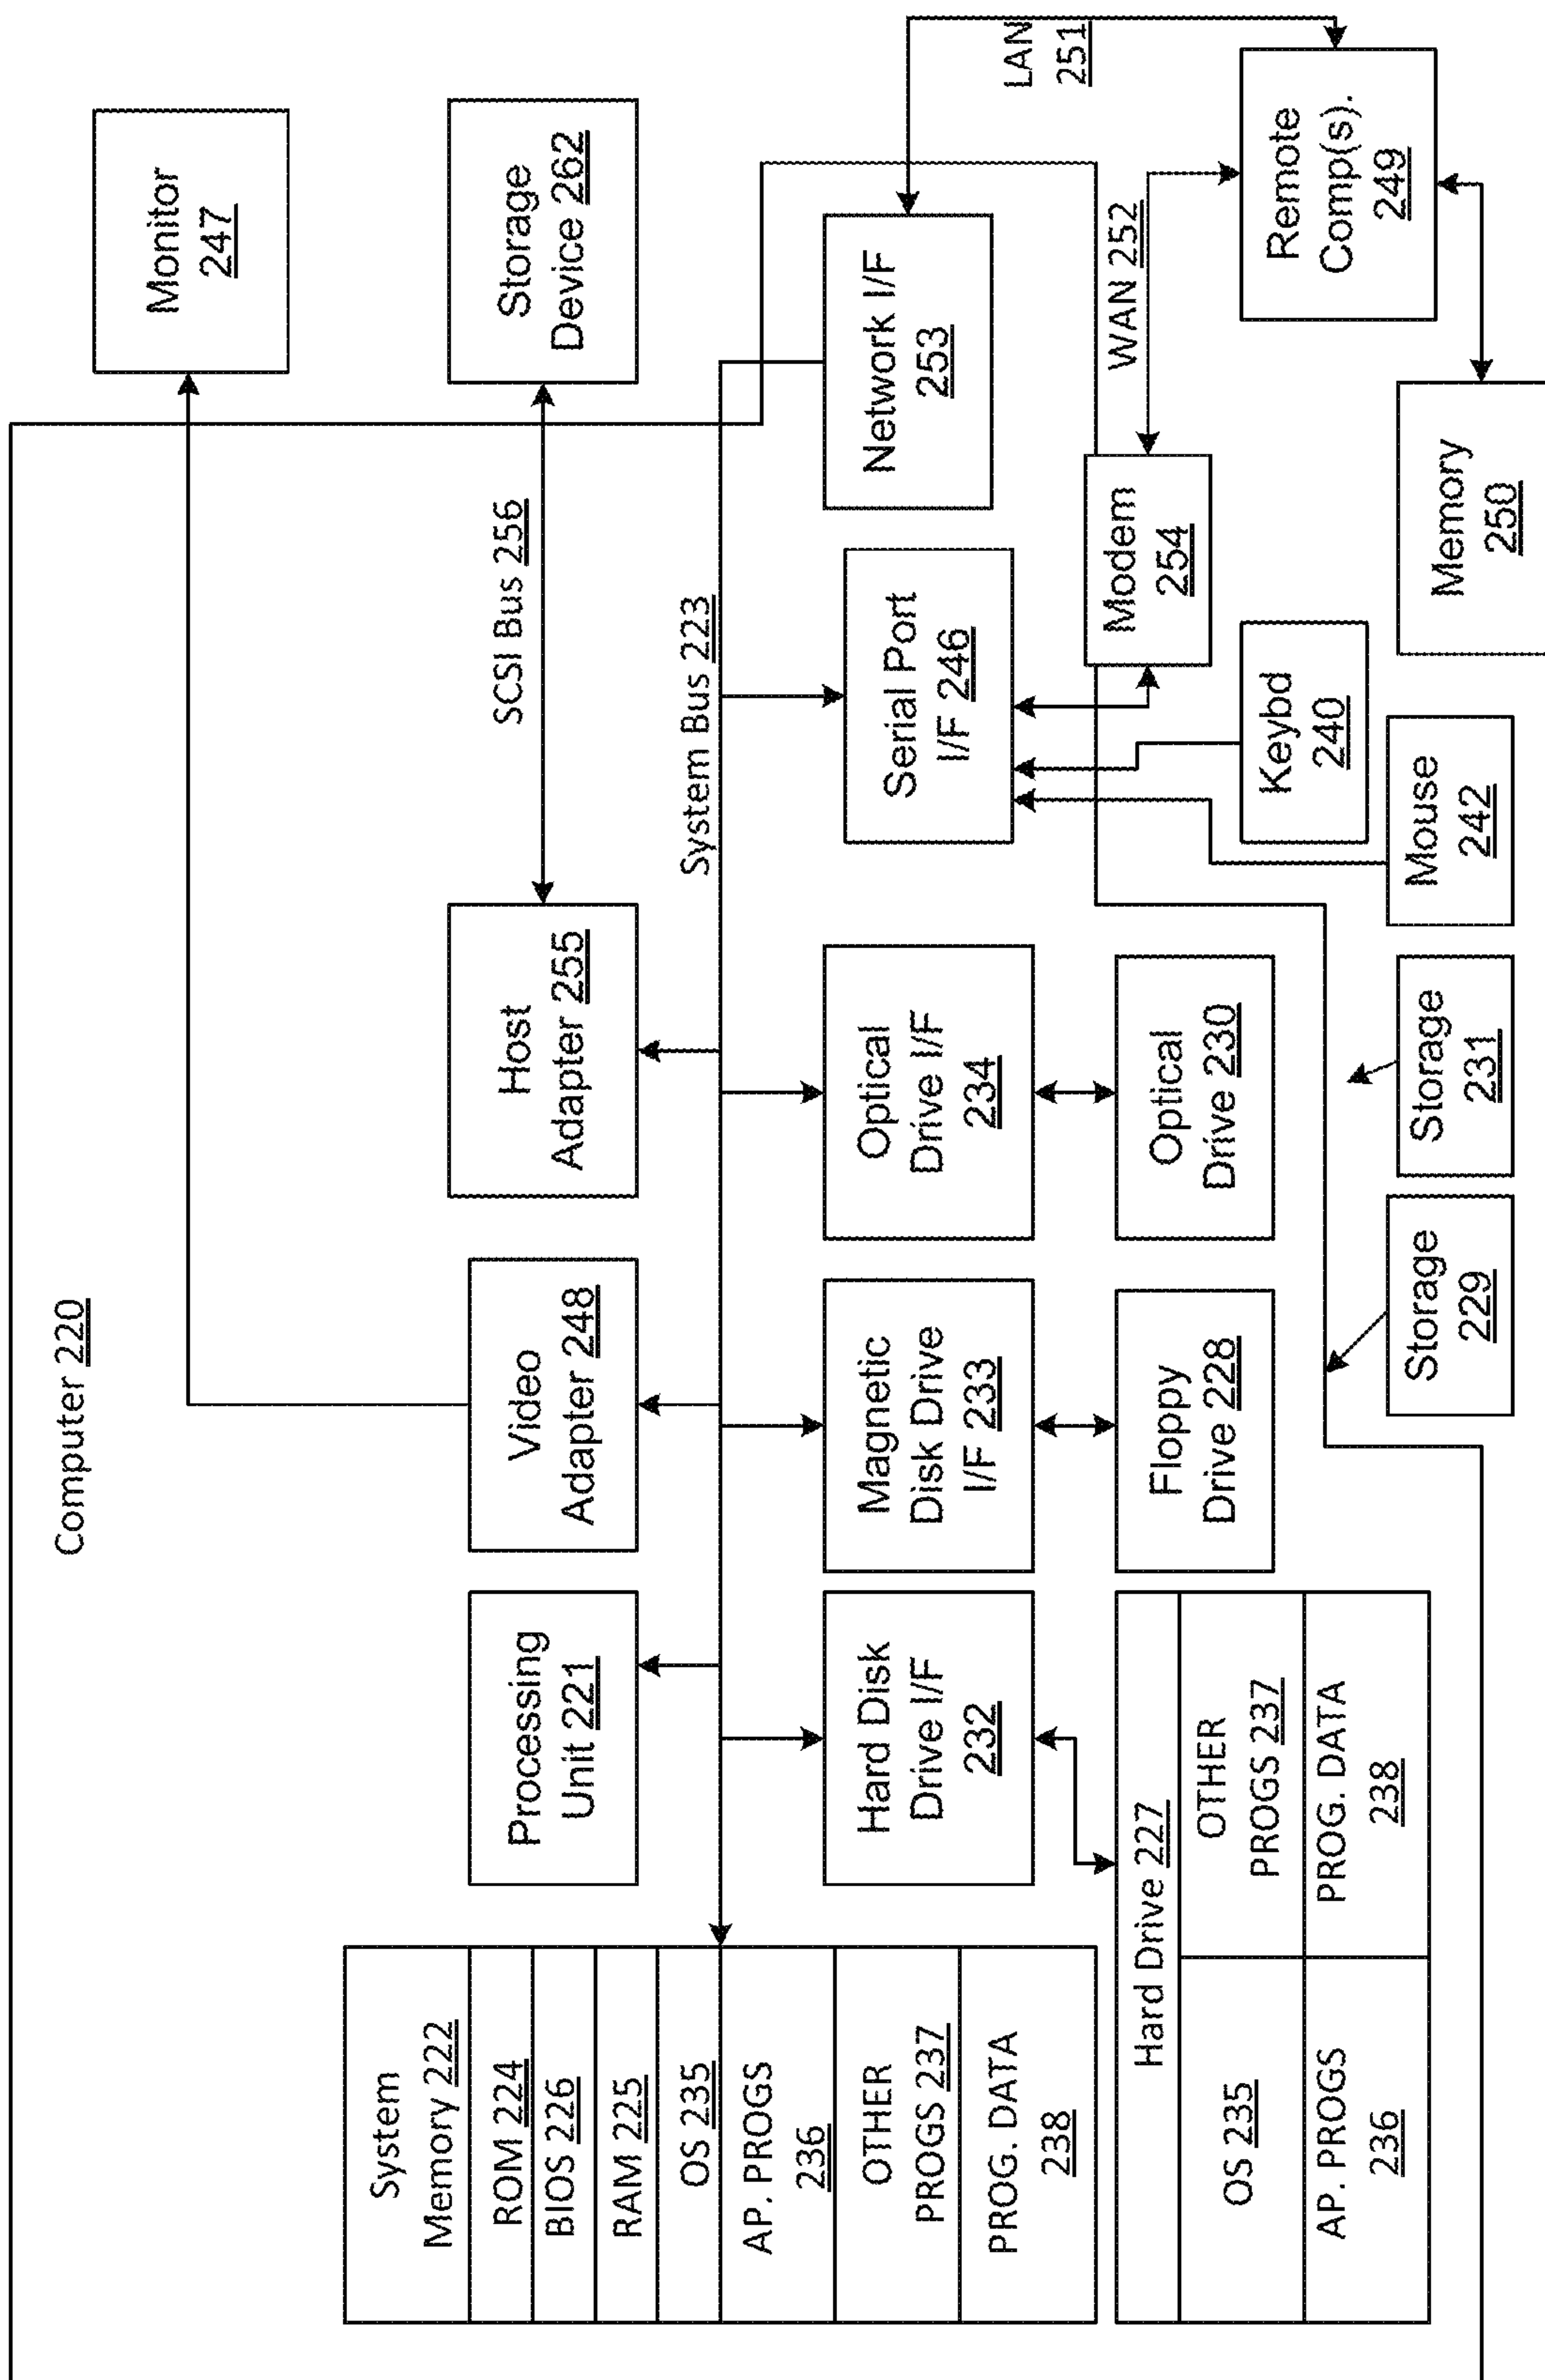 Computer 220
Monitor
247
System
Memory 222
ROM 224
BIOS 226
RAM 225
OS 235
AP. PROGS
236
OTHER
PROGS 237
PROG. DATA
238
Processing
Unit 221
Video
Adapter 248
Host
Adapter 255
SCSI Bus 256
Storage
Device 262
System Bus 223
Hard Disk
Drive I/F
232
Magnetic
Disk Drive
I/F 233
Optical
Drive I/F
234
Serial Port
I/F 246
Network I/F
253
LAN
251
Hard Drive 227
OS 235
OTHER
PROGS 237
AP. PROGS
236
PROG. DATA
238
Floppy
Drive 228
Optical
Drive 230
Modem
254
WAN 252
Remote
Comp(s).
249
Keybd
240
Storage
229
Storage
231
Mouse
242
Memory
250